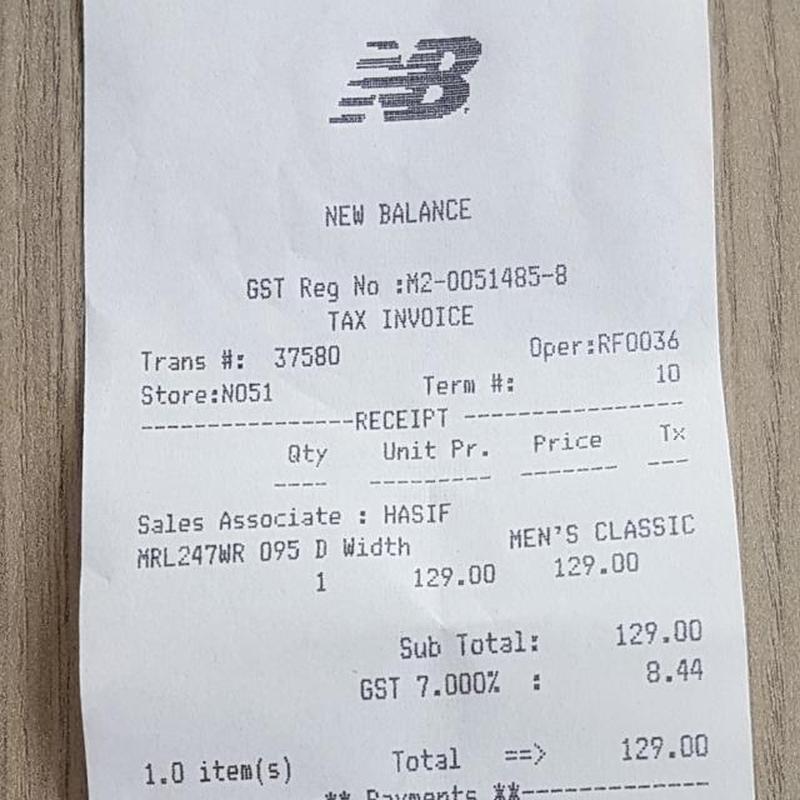 NB
NEW BALANCE
GST Reg No :M2-0051485-8
TAX INVOICE
Trans #: 37580 Oper:RF0036
Store:N051 Term #: 10
----------------RECEIPT ----------------
Qty Unit Pr. Price Tx
---- --------- ------- ---
Sales Associate : HASIF
MRL247WR 095 D Width MEN'S CLASSIC
1 129.00 129.00
Sub Total: 129.00
GST 7.000% : 8.44
1.0 item(s) Total ==> 129.00
** Payments **--------------